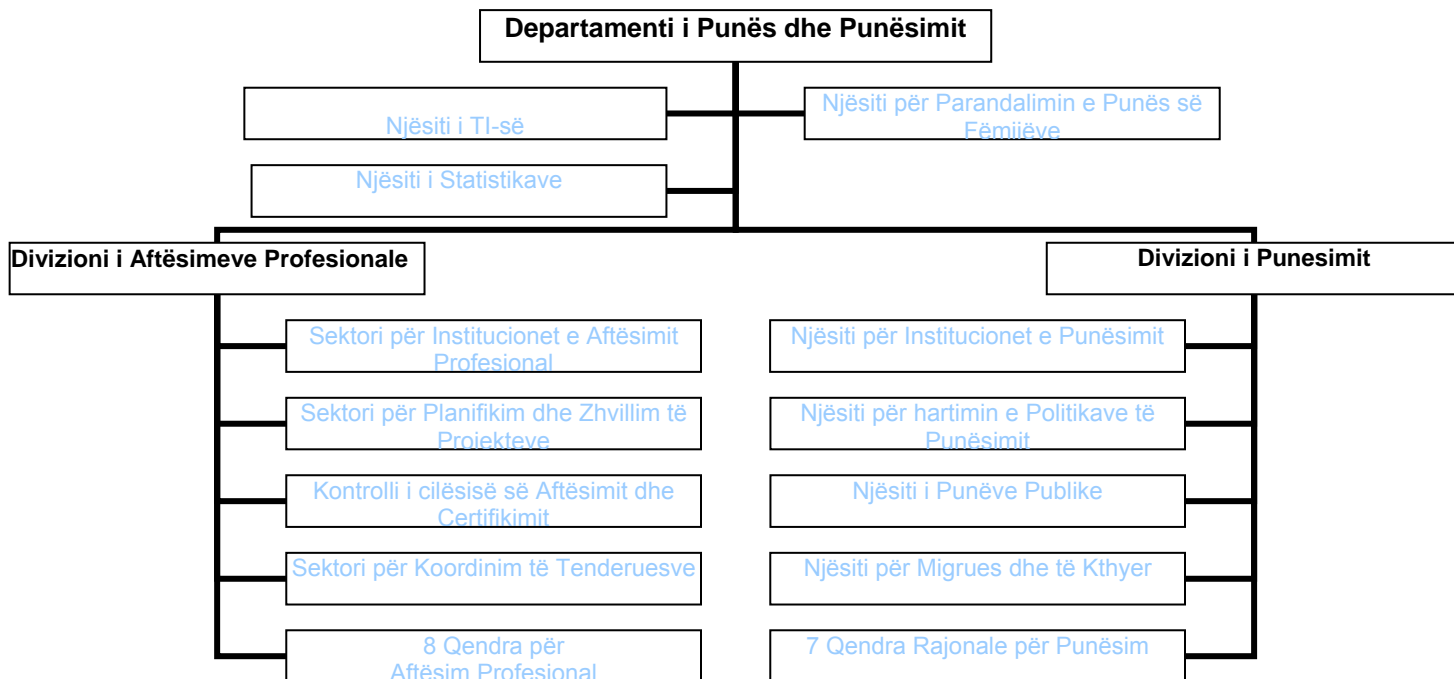 Departamenti i Punës dhe Punësimit
Njësiti i TI-së
Njësiti për Parandalimin e Punës së
Fëmijëve
Njësiti i Statistikave
Divizioni i Aftësimeve Profesionale
Divizioni i Punesimit
Sektori për Institucionet e Aftësimit
Profesional
Njësiti për Institucionet e Punësimit
Sektori për Planifikim dhe Zhvillim të
Projekteve
Njësiti për hartimin e Politikave të
Punësimit
Kontrolli i cilësisë së Aftësimit dhe
Certifikimit
Njësiti i Punëve Publike
Sektori për Koordinim të Tenderuesve
Njësiti për Migrues dhe të Kthyer
8 Qendra për
Aftësim Profesional
7 Qendra Rajonale për Punësim